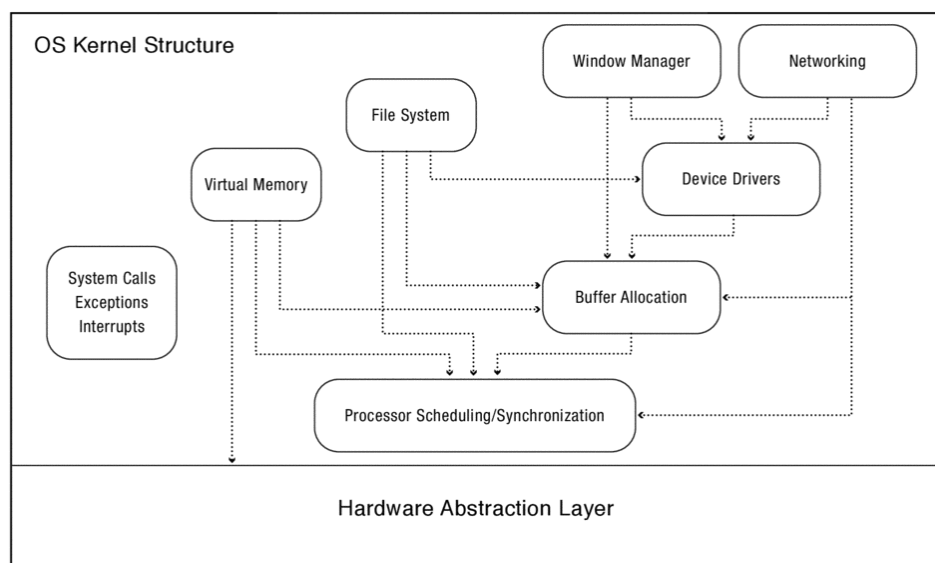 OS Kernel Structure
Window Manager
Networking
File System
Virtual Memory
Device Drivers
System Calls
Exceptions
Interrupts
Buffer Allocation
Processor Scheduling/Synchronization
Hardware Abstraction Layer